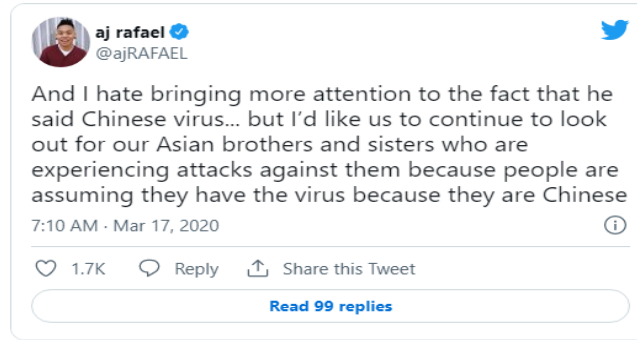 aj rafael
@ajRAFAEL
And I hate bringing more attention to the fact that he
said Chinese virus... but I'd like us to continue to look
out for our Asian brothers and sisters who are
experiencing attacks against them because people are
assuming they have the virus because they are Chinese
7:10 AM · Mar 17, 2020
1.7K Reply Share this Tweet
Read 99 replies